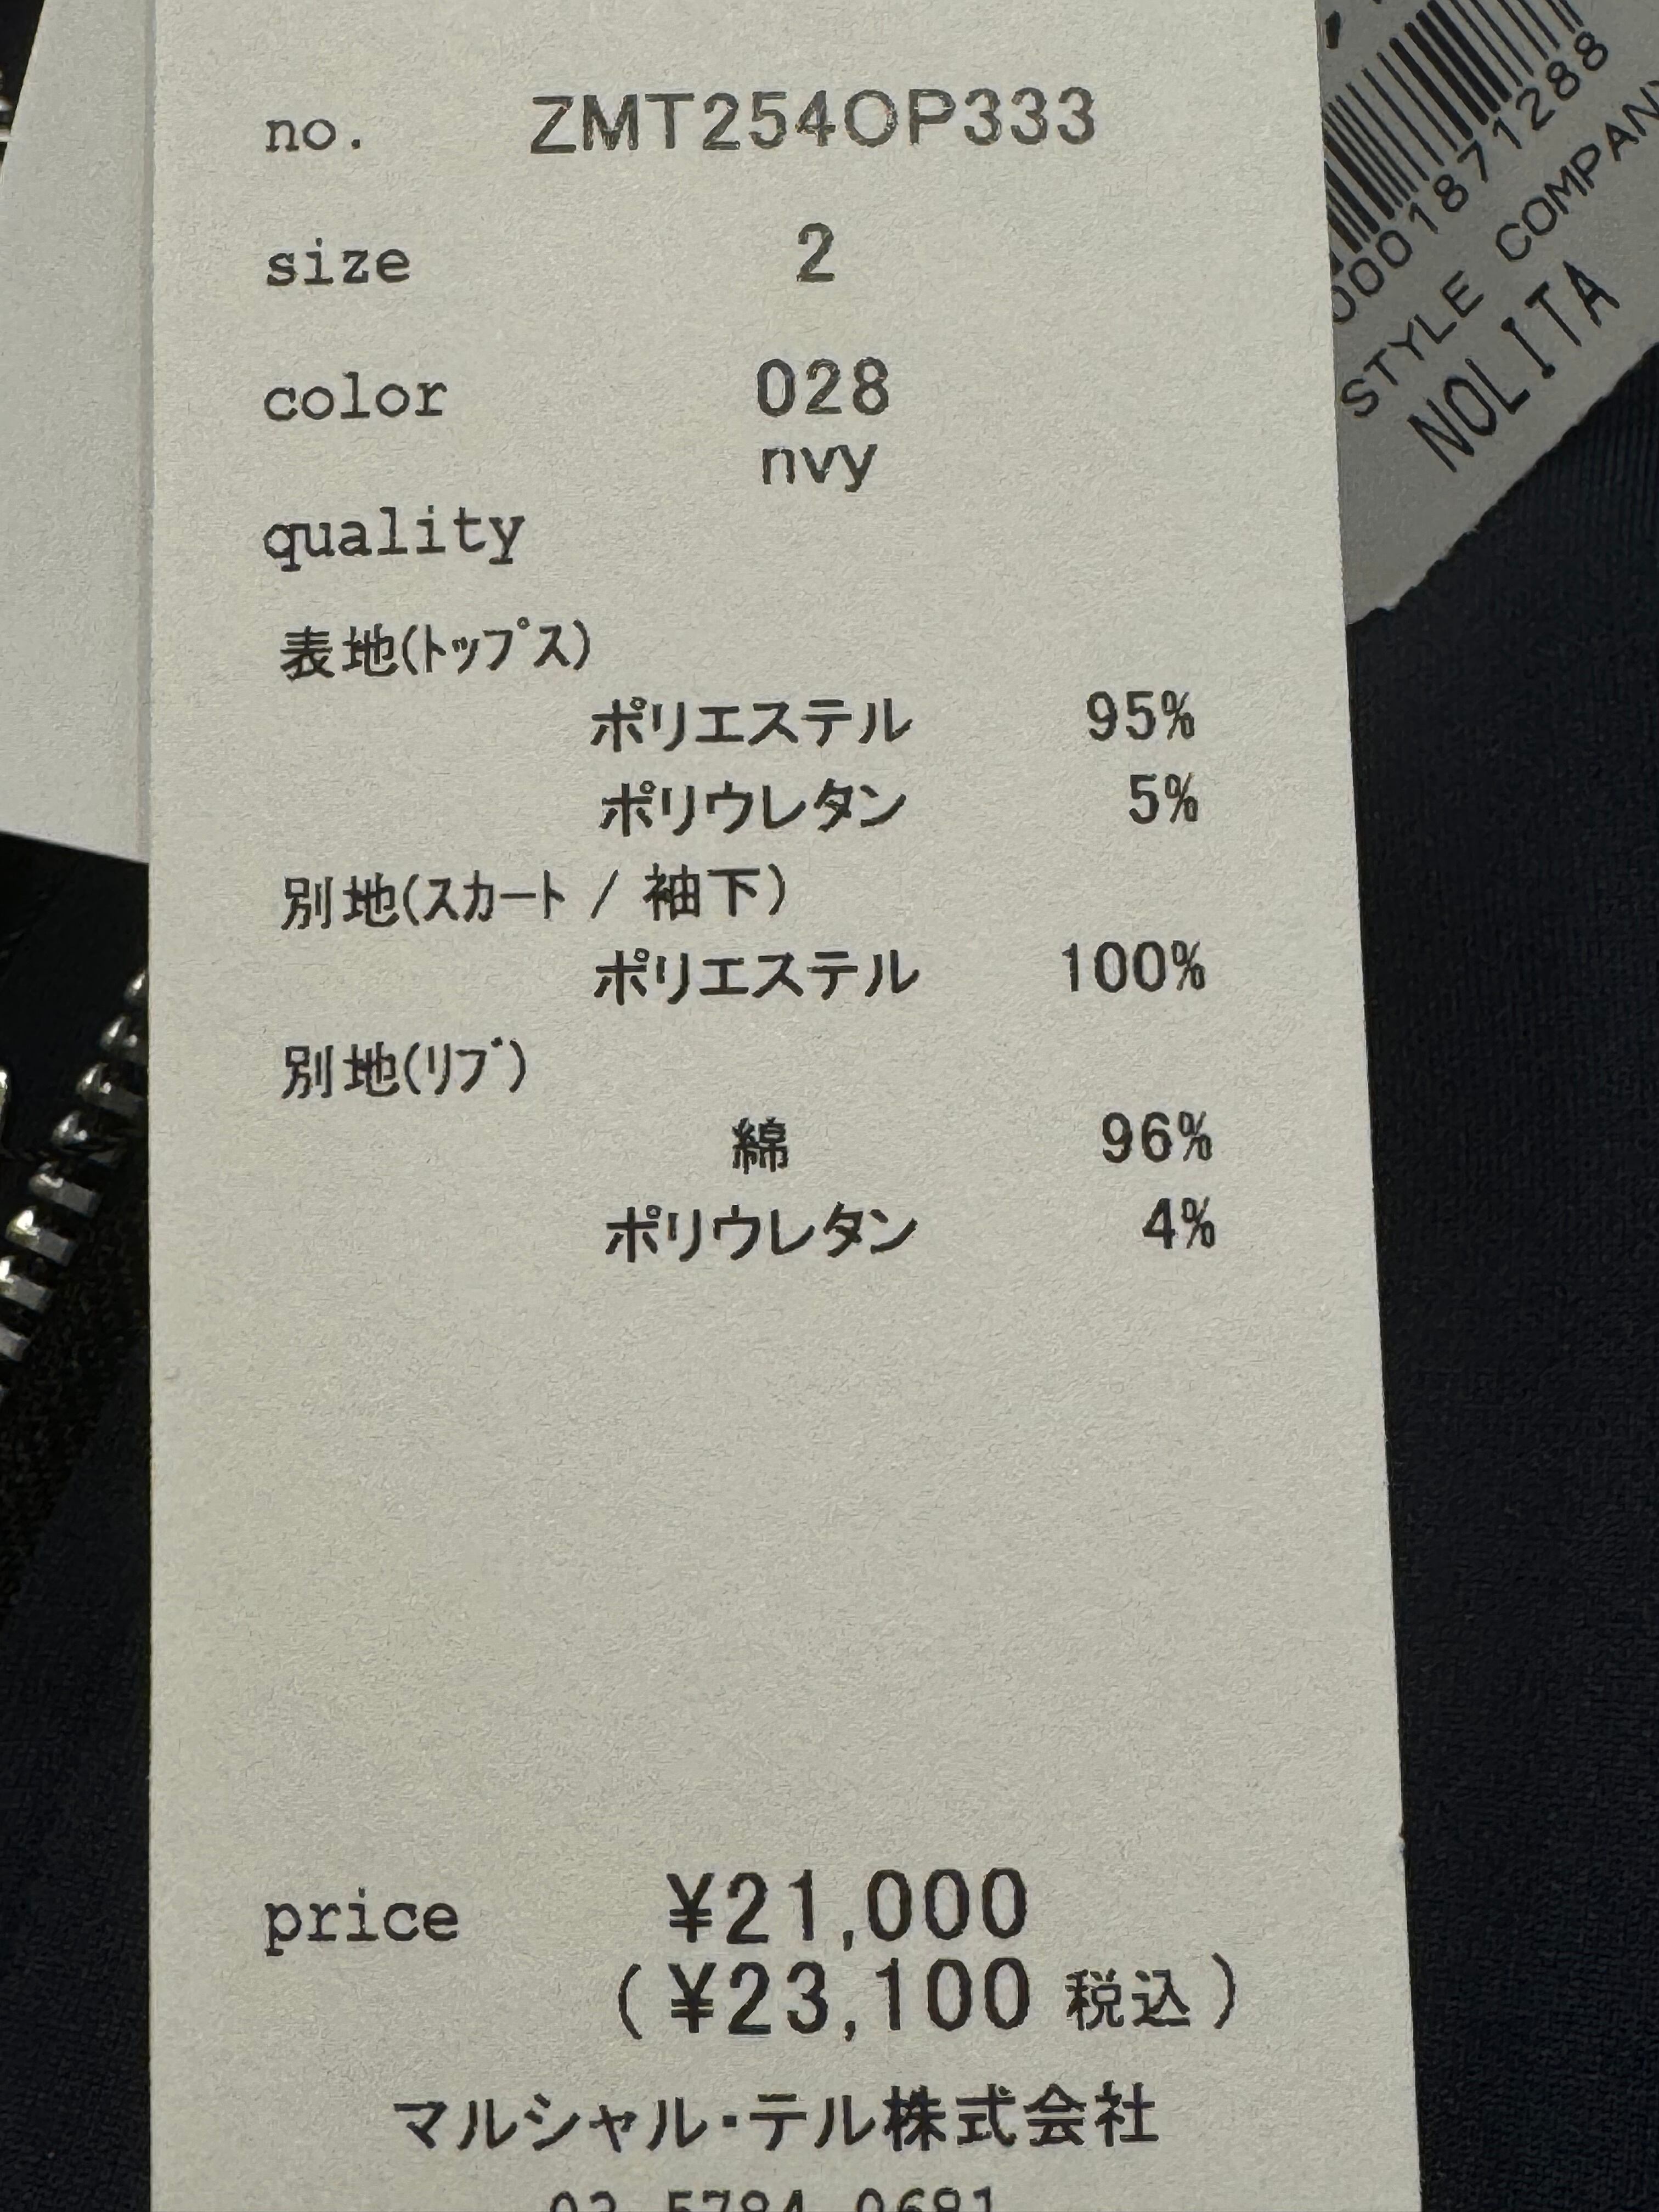 no. ZMT254OP333
size 2
color 028
nvy
quality
表地(ﾄｯﾌﾟｽ)
ポリエステル 95%
ポリウレタン 5%
別地(ｽｶｰﾄ / 袖下)
ポリエステル 100%
別地(ﾘﾌﾞ)
綿 96%
ポリウレタン 4%
price ¥21,000
(¥23,100 税込)
マルシャル・テル株式会社
03 5784 0681
0001871288
STYLE COMPANY
NOLITA